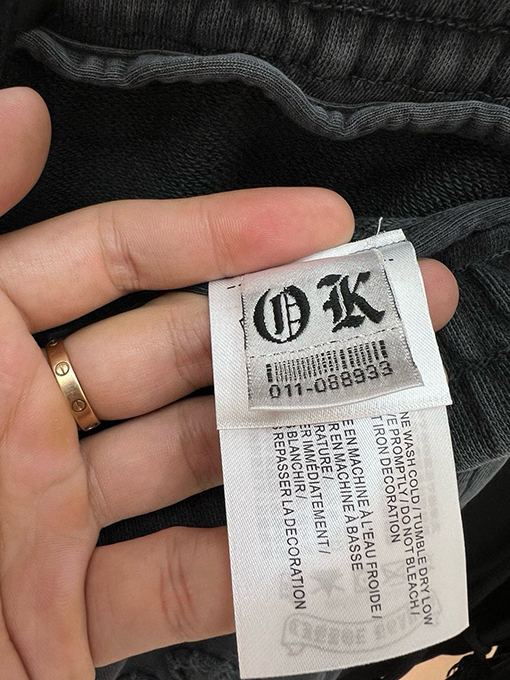 OK
011-088933
NE WASH COLD / TUMBLE DRY LOW
E PROMPTLY / DO NOT BLEACH /
T IRON DECORATION
E EN MACHINE A L'EAU FROIDE /
R EN MACHINE A BASSE
RATURE /
ER IMMÉDIATEMENT /
BLANCHIR /
REPASSER LA DECORATION